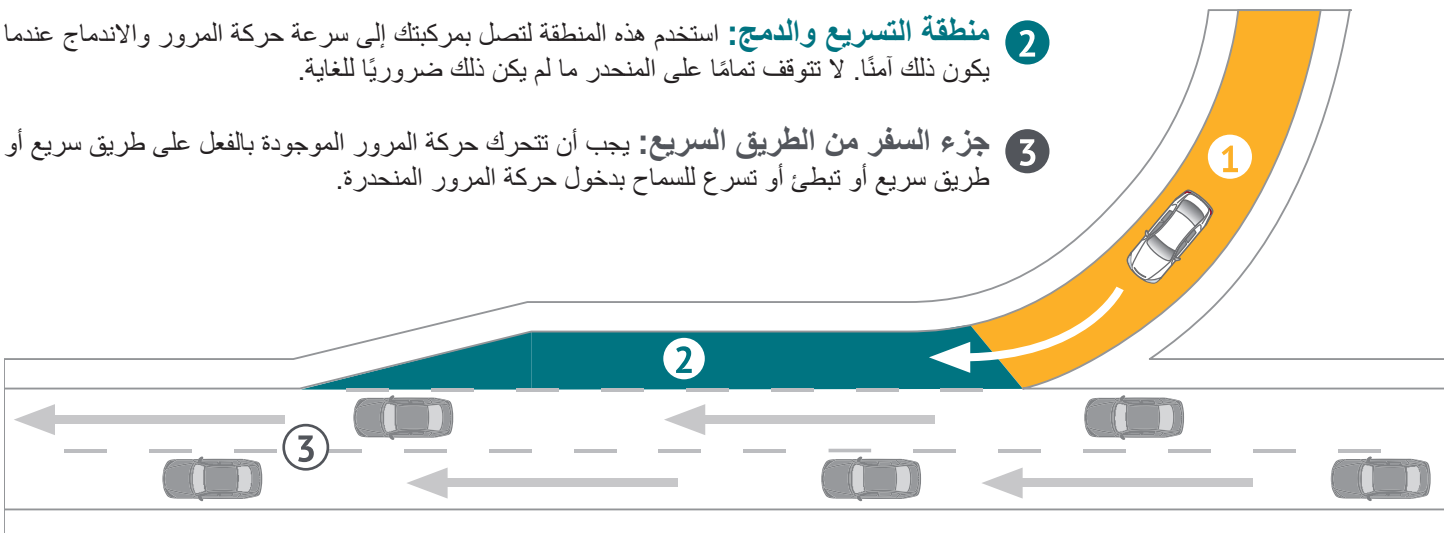 2 منطقة التسريع والدمج: استخدم هذه المنطقة لتصل بمركبتك إلى سرعة حركة المرور والاندماج عندما
يكون ذلك آمنًا. لا تتوقف تمامًا على المنحدر ما لم يكن ذلك ضروريًا للغاية.
3 جزء السفر من الطريق السريع: يجب أن تتحرك حركة المرور الموجودة بالفعل على طريق سريع أو
طريق سريع أو تبطئ أو تسرع للسماح بدخول حركة المرور المنحدرة.
1
2
3